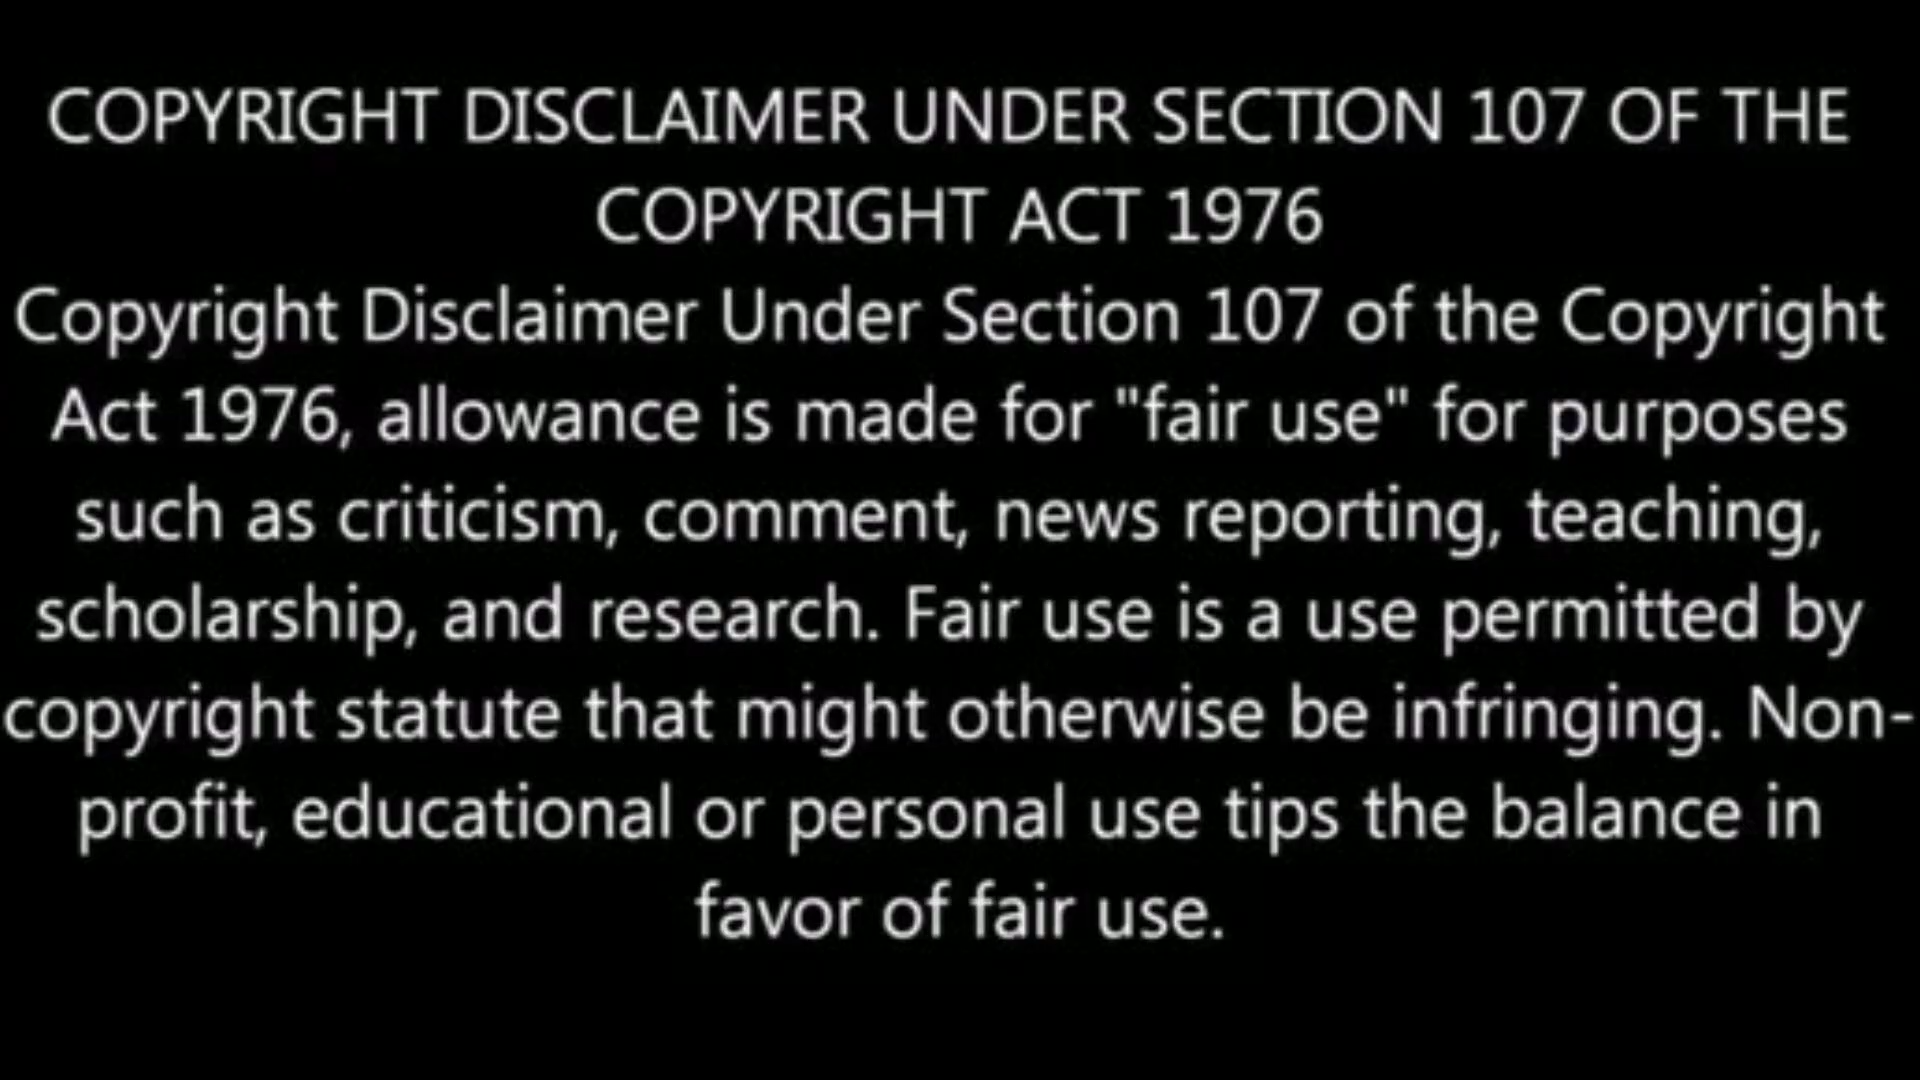 COPYRIGHT DISCLAIMER UNDER SECTION 107 OF THE
COPYRIGHT ACT 1976
Copyright Disclaimer Under Section 107 of the Copyright
Act 1976, allowance is made for "fair use" for purposes
such as criticism, comment, news reporting, teaching,
scholarship, and research. Fair use is a use permitted by
copyright statute that might otherwise be infringing. Non-
profit, educational or personal use tips the balance in
favor of fair use.